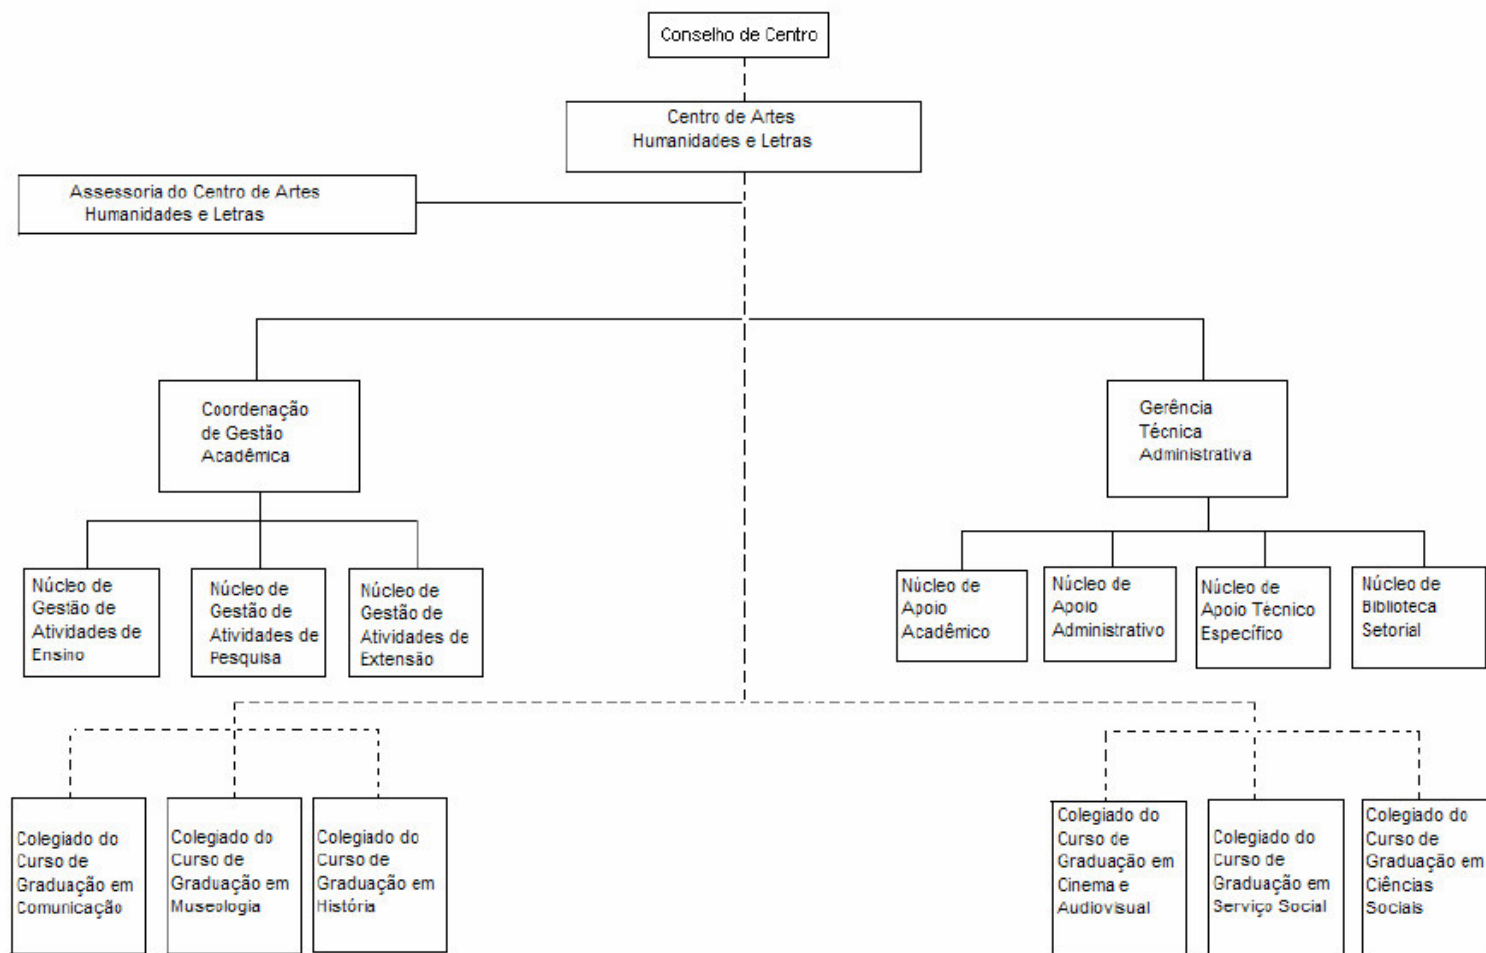 Conselho de Centro
Centro de Artes
Humanidades e Letras
Assessoria do Centro de Artes
Humanidades e Letras
Coordenação
de Gestão
Acadêmica
Gerência
Técnica
Administrativa
Núcleo de
Gestão de
Atividades de
Ensino
Núcleo de
Gestão de
Atividades de
Pesquisa
Núcleo de
Gestão de
Atividades de
Extensão
Núcleo de
Apoio
Acadêmico
Núcleo de
Apoio
Administrativo
Núcleo de
Apoio Técnico
Específico
Núcleo de
Biblioteca
Setorial
Colegiado do
Curso de
Graduação em
Comunicação
Colegiado do
Curso de
Graduação em
Museologia
Colegiado do
Curso de
Graduação em
História
Colegiado do
Curso de
Graduação em
Cinema e
Audiovisual
Colegiado do
Curso de
Graduação em
Serviço Social
Colegiado do
Curso de
Graduação em
Ciências
Sociais